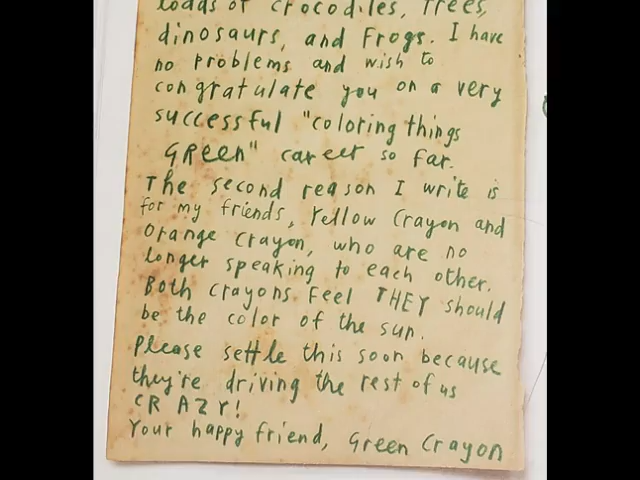 loads of crocodiles, trees,
dinosaurs, and frogs. I have
no problems and wish to
congratulate you on a very
successful "coloring things
GREEN" career so far.
The second reason I write is
for my friends, Yellow Crayon and
Orange Crayon, who are no
longer speaking to each other.
Both crayons feel THEY should
be the color of the sun.
Please settle this soon because
they're driving the rest of us
CRAZY!
Your happy friend, Green Crayon